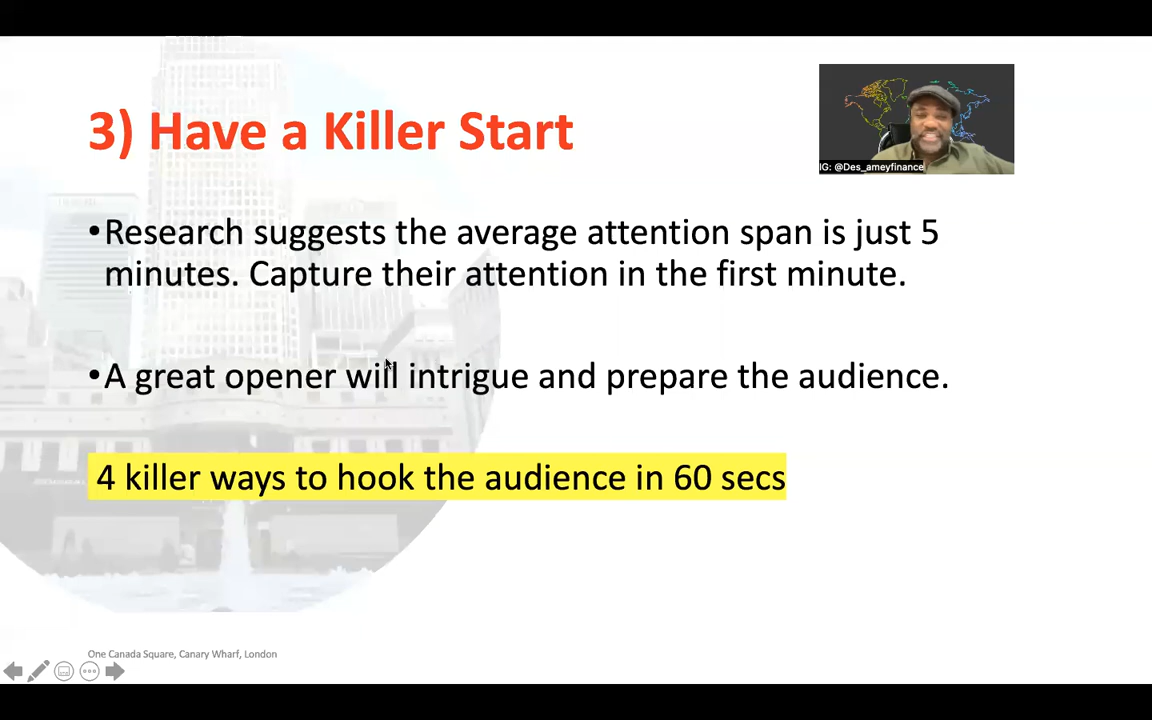 3) Have a Killer Start
IG: @Des_ameyfinance
•Research suggests the average attention span is just 5
minutes. Capture their attention in the first minute.
•A great opener will intrigue and prepare the audience.
4 killer ways to hook the audience in 60 secs
One Canada Square, Canary Wharf, London